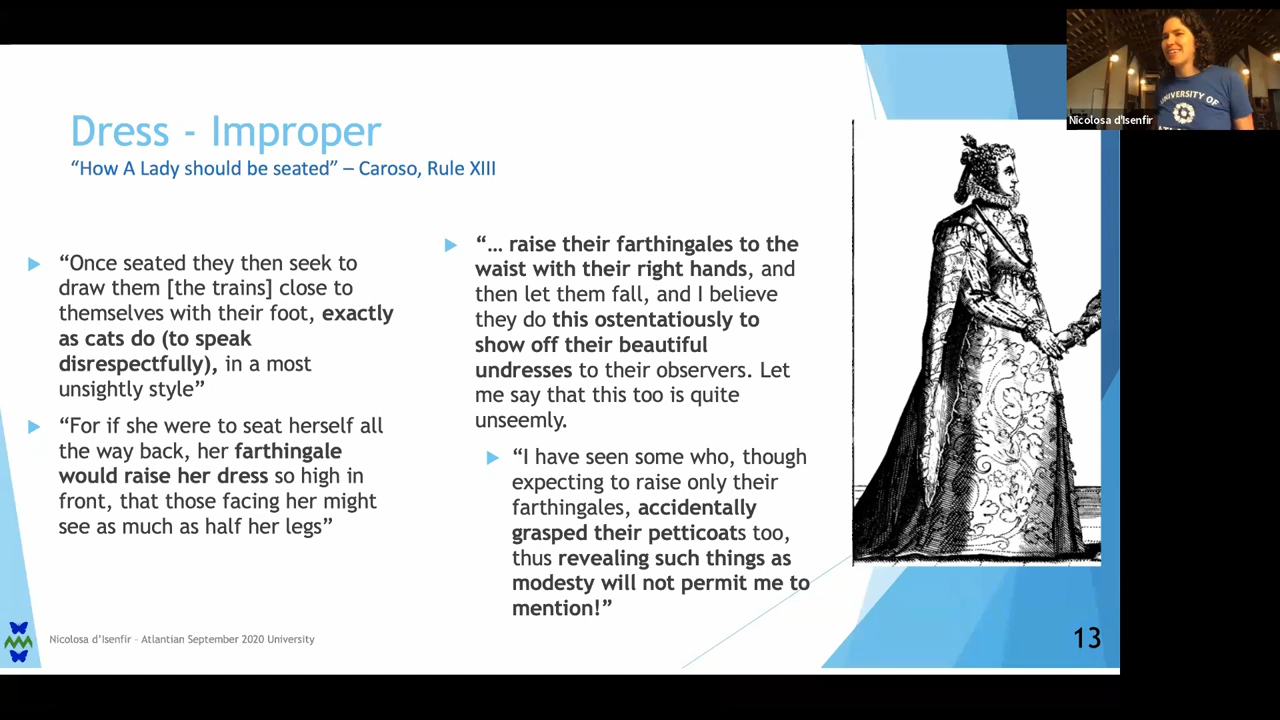 Dress - Improper
“How A Lady should be seated” – Caroso, Rule XIII
“Once seated they then seek to
draw them [the trains] close to
themselves with their foot, exactly
as cats do (to speak
disrespectfully), in a most
unsightly style”
“For if she were to seat herself all
the way back, her farthingale
would raise her dress so high in
front, that those facing her might
see as much as half her legs”
“… raise their farthingales to the
waist with their right hands, and
then let them fall, and I believe
they do this ostentatiously to
show off their beautiful
undresses to their observers. Let
me say that this too is quite
unseemly.
“I have seen some who, though
expecting to raise only their
farthingales, accidentally
grasped their petticoats too,
thus revealing such things as
modesty will not permit me to
mention!”
Nicolosa d’Isenfir – Atlantian September 2020 University
13
UNIVERSITY OF
Nicolosa d'Isenfir